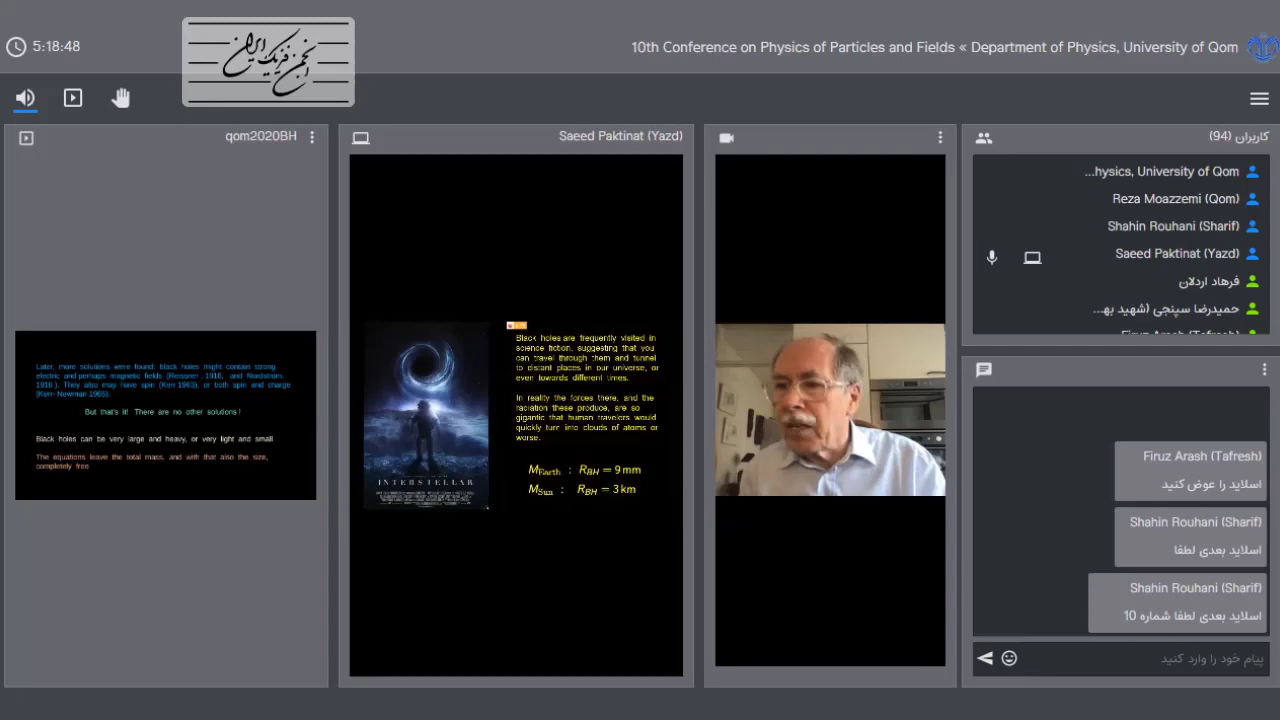 5:18:48
انجمن فیزیک ایران
10th Conference on Physics of Particles and Fields « Department of Physics, University of Qom
qom2020BH
Later, more solutions were found: black holes might contain strong
electric and perhaps magnetic fields (Reissner, 1916, and Nordström,
1918 ). They also may have spin (Kerr 1963), or both spin and charge
(Kerr- Newman 1965).
But that's it! There are no other solutions !
Black holes can be very large and heavy, or very light and small
The equations leave the total mass, and with that also the size,
completely free
Saeed Paktinat (Yazd)
INTERSTELLAR
Black holes are frequently visited in
science fiction, suggesting that you
can travel through them and tunnel
to distant places in our universe, or
even towards different times.
In reality the forces there, and the
radiation these produce, are so
gigantic that human travelers would
quickly turn into clouds of atoms or
worse.
M_Earth : R_BH = 9 mm
M_Sun : R_BH = 3 km
کاربران (94)
...hysics, University of Qom
Reza Moazzemi (Qom)
Shahin Rouhani (Sharif)
Saeed Paktinat (Yazd)
فرهاد اردلان
حمیدرضا سپنجی (شهید به...
Firuz Arash (Tafresh)
Firuz Arash (Tafresh)
اسلاید را عوض کنید
Shahin Rouhani (Sharif)
اسلاید بعدی لطفا
Shahin Rouhani (Sharif)
اسلاید بعدی لطفا شماره 10
پیام خود را وارد کنید